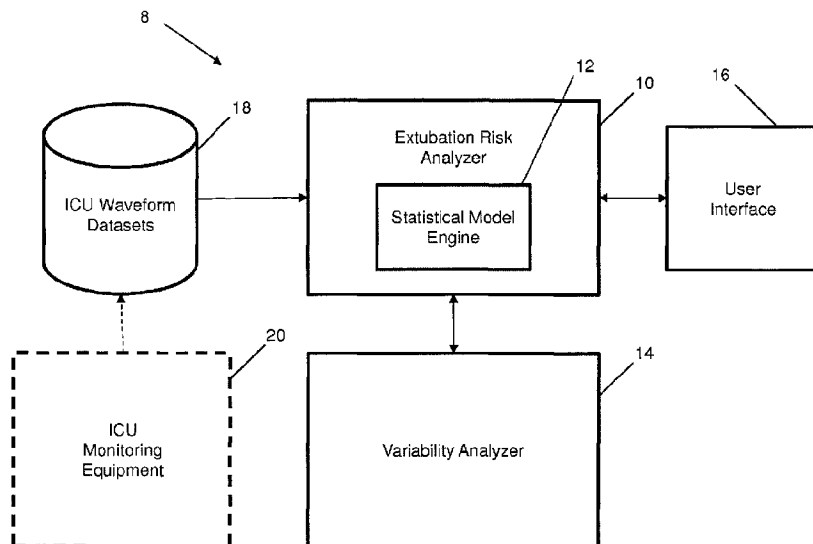 8
12
10
16
18
Extubation Risk
Analyzer
ICU Waveform
Datasets
Statistical Model
Engine
User
Interface
20
14
ICU
Monitoring
Equipment
Variability Analyzer